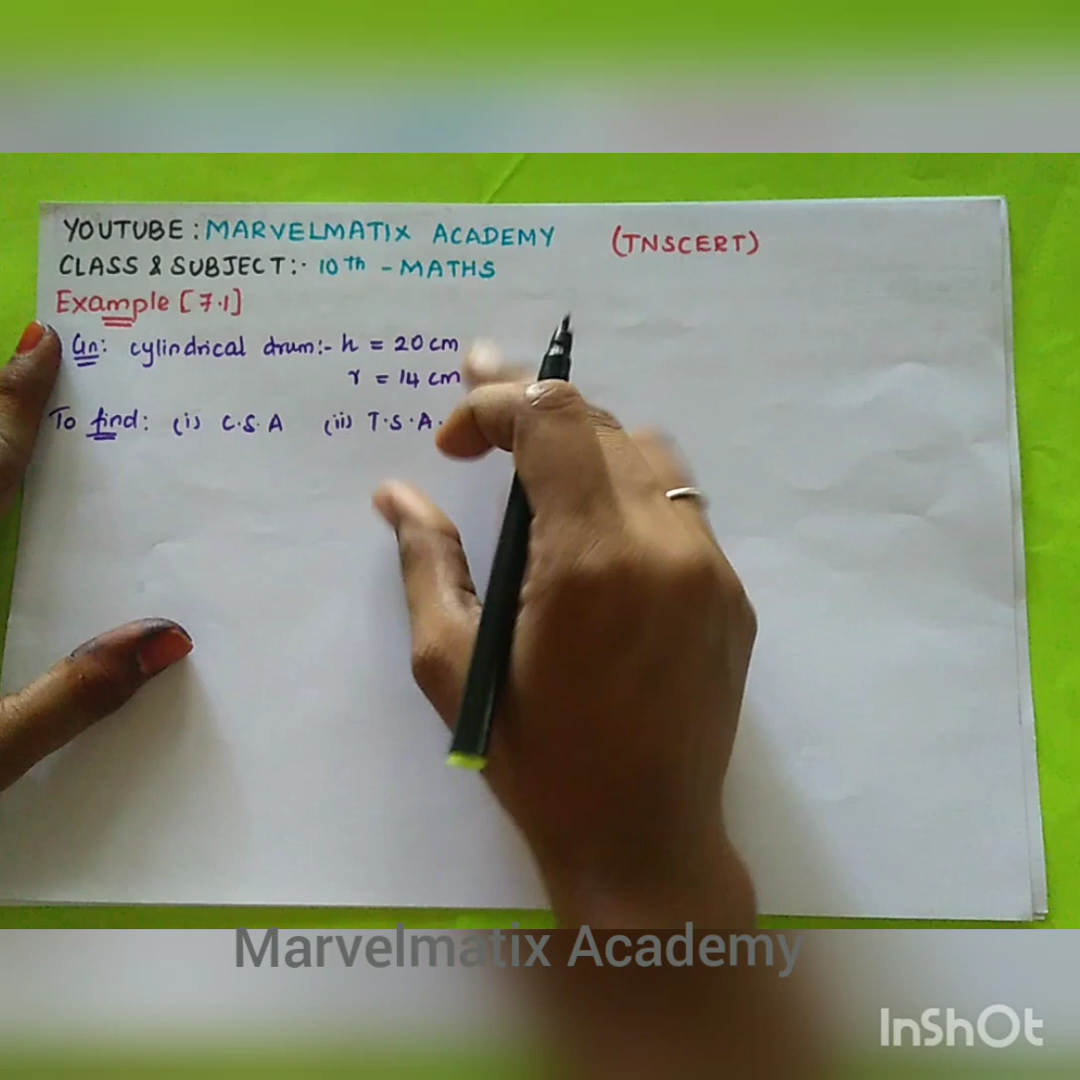 YOUTUBE : MARVELMATIX ACADEMY (TNSCERT)
CLASS & SUBJECT:- 10th - MATHS
Example [7.1]
Gn: cylindrical drum:- h = 20 cm
r = 14 cm
To find: (i) C.S.A (ii) T.S.A.
Marvelmatix Academy
InShOt